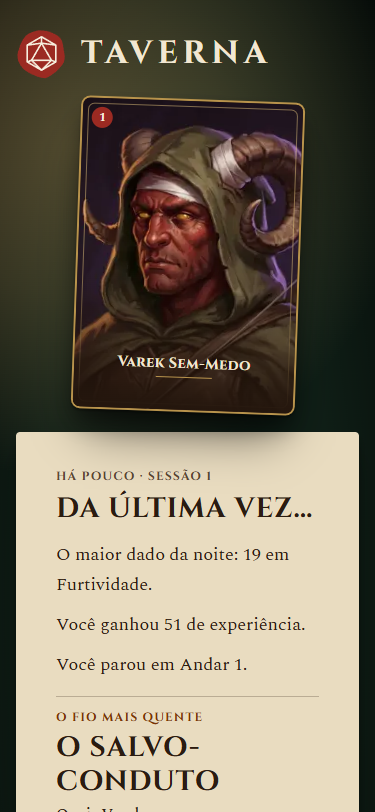 TAVERNA
1
VAREK SEM-MEDO
HÁ POUCO · SESSÃO 1
DA ÚLTIMA VEZ...
O maior dado da noite: 19 em
Furtividade.
Você ganhou 51 de experiência.
Você parou em Andar 1.
O FIO MAIS QUENTE
O SALVO-
CONDUTO